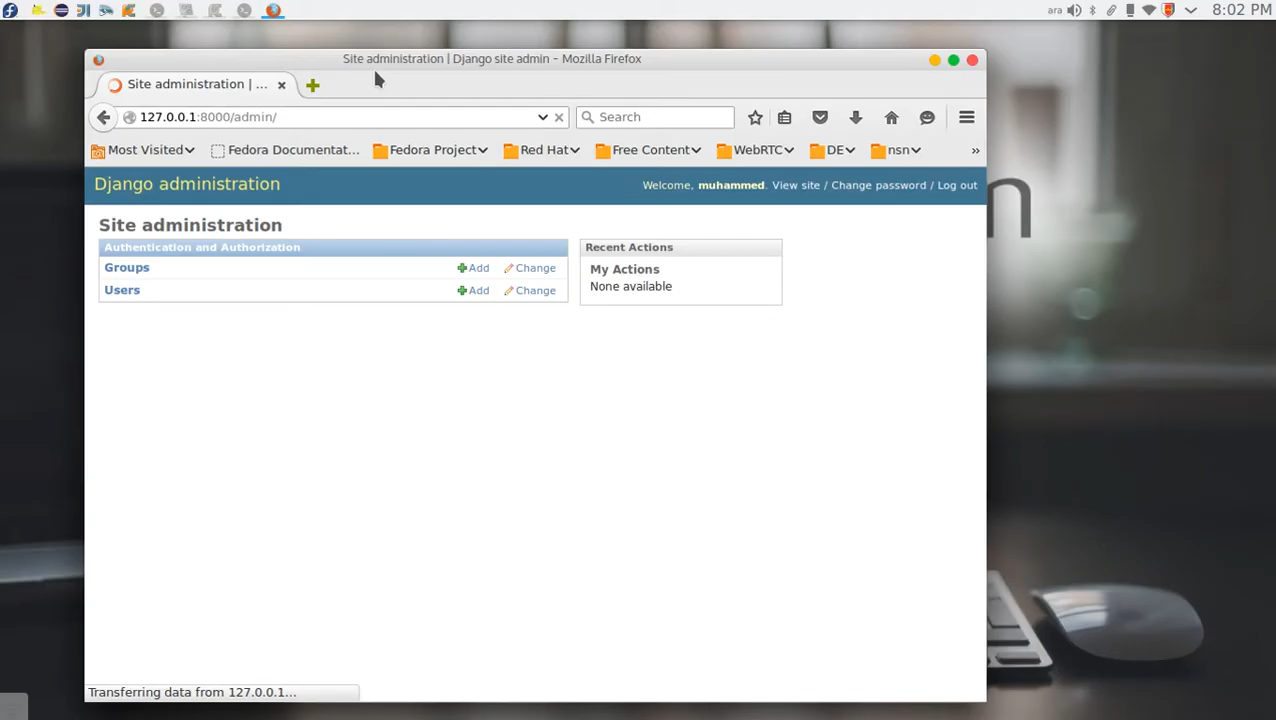 ara 8:02 PM
Site administration | Django site admin - Mozilla Firefox
Site administration | ...
127.0.0.1:8000/admin/ Search
Most Visited Fedora Documentat... Fedora Project Red Hat Free Content WebRTC DE nsn »
Django administration Welcome, muhammed. View site / Change password / Log out
Site administration
Authentication and Authorization
Groups Add Change
Users Add Change
Recent Actions
My Actions
None available
n
Transferring data from 127.0.0.1...